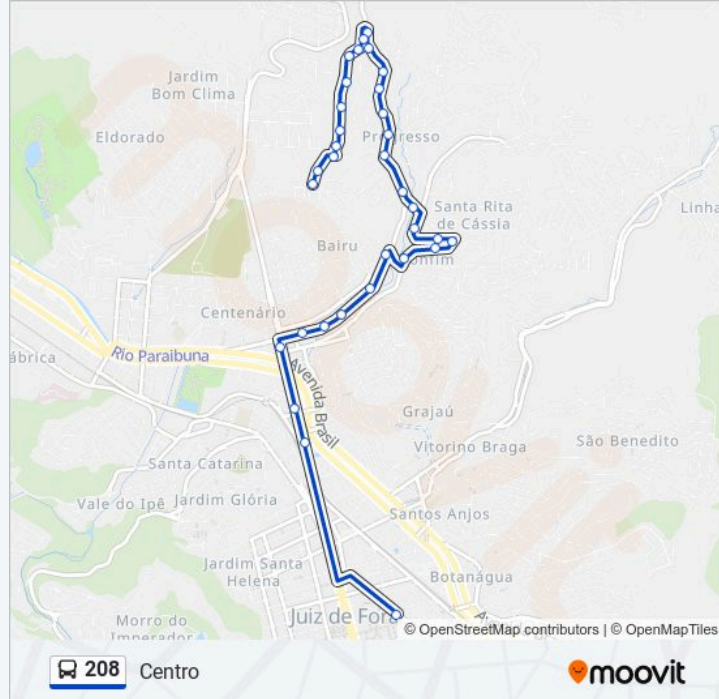 Jardim
Bom Clima
Eldorado
Progresso
Santa Rita
de Cássia
Linha
Bairu
Centenário
ábrica
Rio Paraibuna
Avenida Brasil
Grajaú
São Benedito
Vitorino Braga
Santa Catarina
Vale do Ipê
Jardim Glória
Santos Anjos
Jardim Santa
Helena
Botanágua
Morro do
Imperador
Juiz de Fora
© OpenStreetMap contributors | © OpenMapTiles
208
Centro
moovit